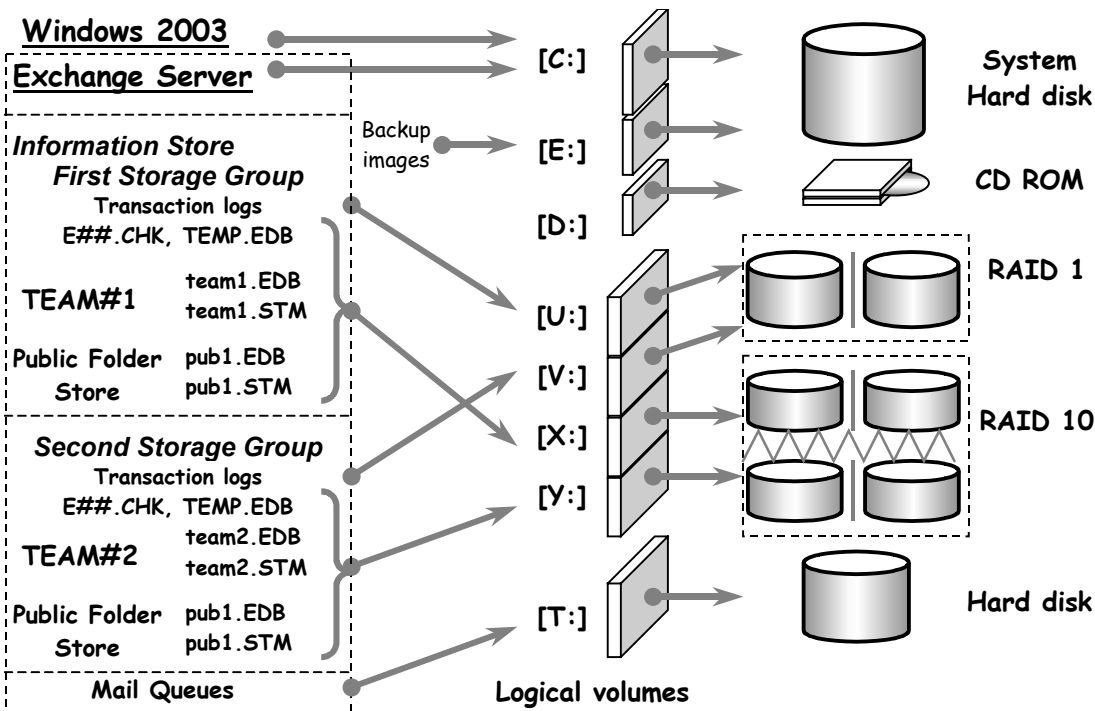 Windows 2003
Exchange Server
Information Store
First Storage Group
Transaction logs
E##.CHK, TEMP.EDB
TEAM#1
team1.EDB
team1.STM
Public Folder
Store
pub1.EDB
pub1.STM
Second Storage Group
Transaction logs
E##.CHK, TEMP.EDB
TEAM#2
team2.EDB
team2.STM
Public Folder
Store
pub1.EDB
pub1.STM
Mail Queues
Backup
images
[C:]
[E:]
[D:]
[U:]
[V:]
[X:]
[Y:]
[T:]
Logical volumes
System
Hard disk
CD ROM
RAID 1
RAID 10
Hard disk